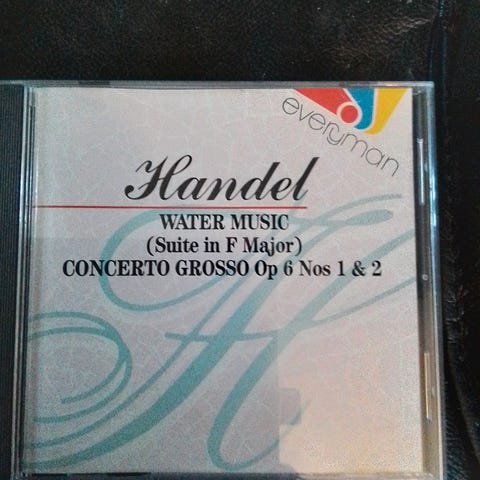 everyman
Handel
WATER MUSIC
(Suite in F Major)
CONCERTO GROSSO Op 6 Nos 1 & 2